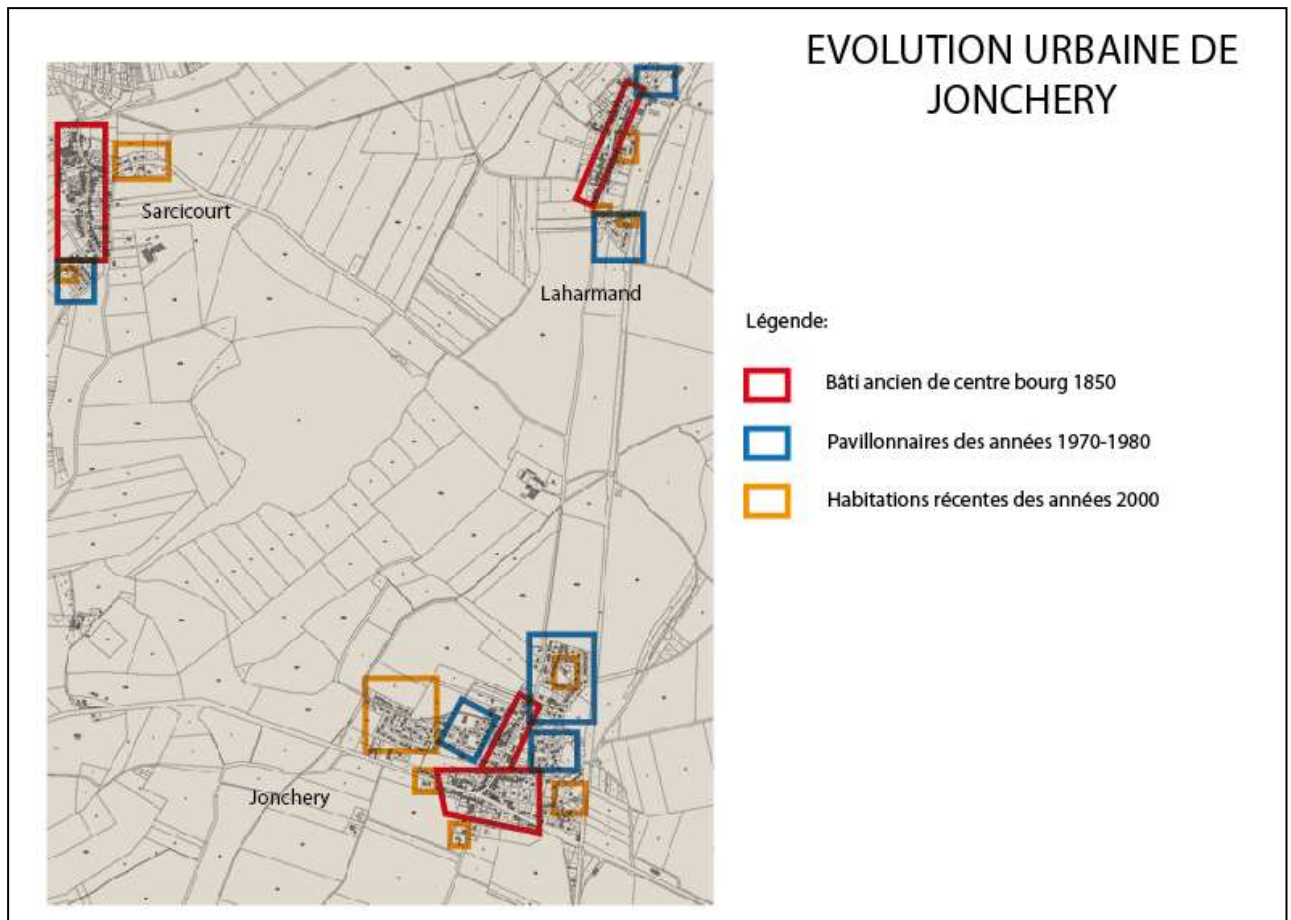 EVOLUTION URBAINE DE
JONCHERY
Sarcicourt
Laharmand
Légende:
Bâti ancien de centre bourg 1850
Pavillonnaires des années 1970-1980
Habitations récentes des années 2000
Jonchery